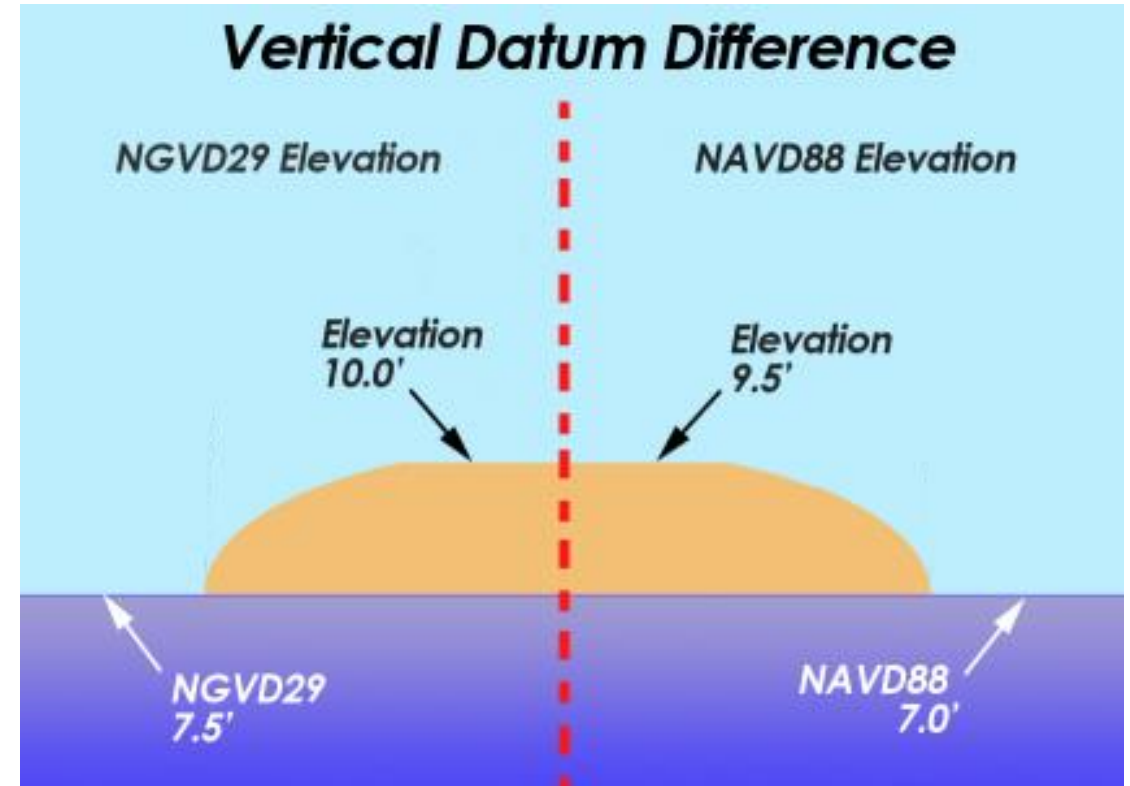 Vertical Datum Difference
NGVD29 Elevation
NAVD88 Elevation
Elevation
10.0'
Elevation
9.5'
NGVD29
7.5'
NAVD88
7.0'